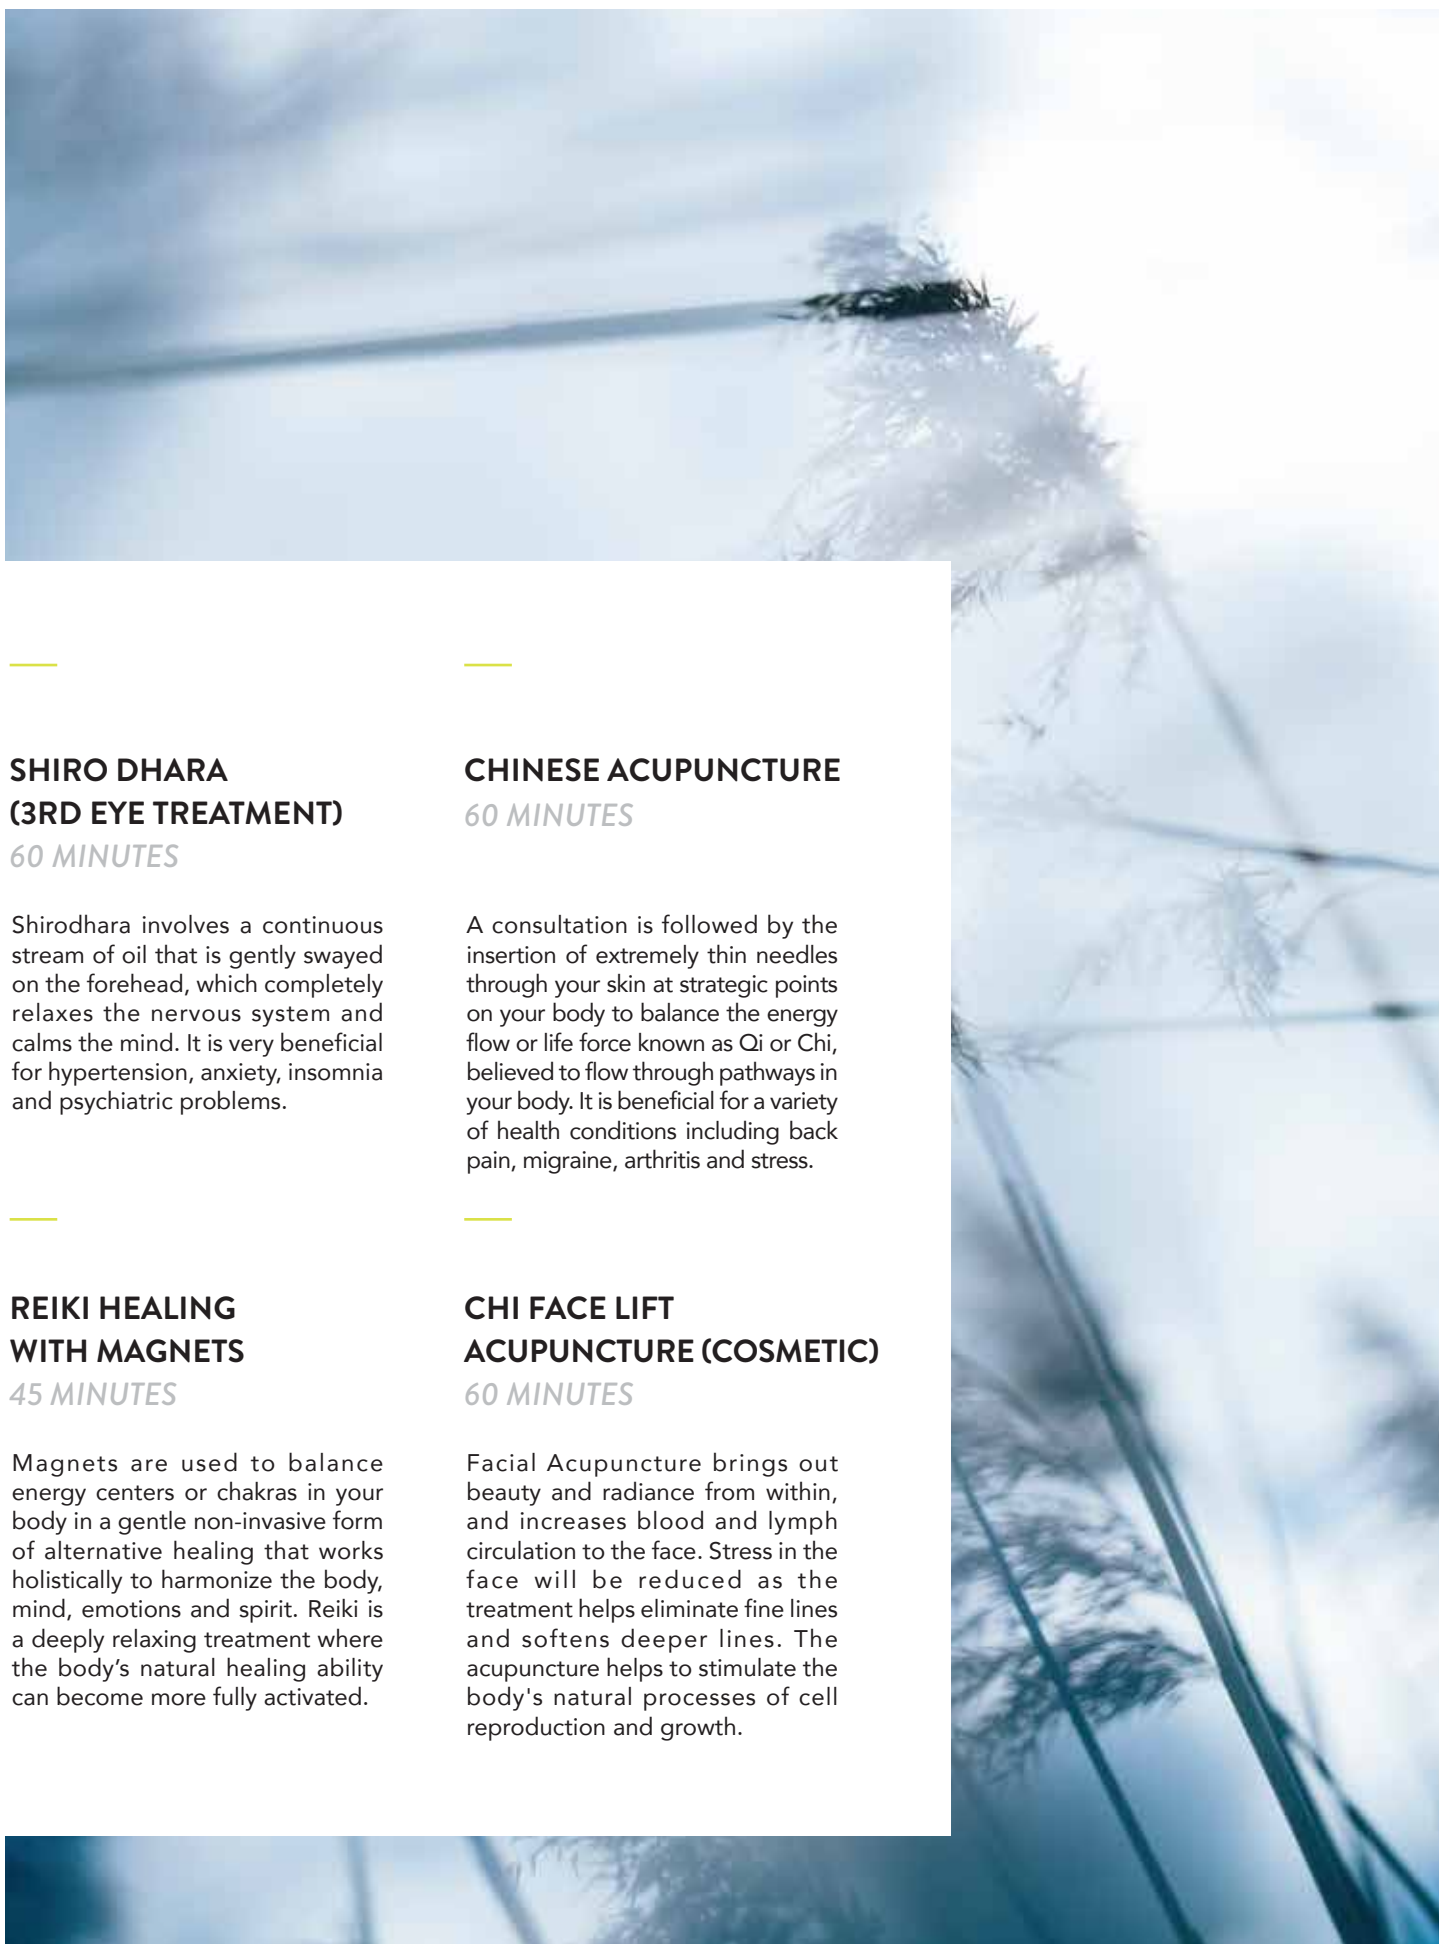 SHIRO DHARA
(3RD EYE TREATMENT)
60 MINUTES
Shirodhara involves a continuous
stream of oil that is gently swayed
on the forehead, which completely
relaxes the nervous system and
calms the mind. It is very beneficial
for hypertension, anxiety, insomnia
and psychiatric problems.
CHINESE ACUPUNCTURE
60 MINUTES
A consultation is followed by the
insertion of extremely thin needles
through your skin at strategic points
on your body to balance the energy
flow or life force known as Qi or Chi,
believed to flow through pathways in
your body. It is beneficial for a variety
of health conditions including back
pain, migraine, arthritis and stress.
REIKI HEALING
WITH MAGNETS
45 MINUTES
Magnets are used to balance
energy centers or chakras in your
body in a gentle non-invasive form
of alternative healing that works
holistically to harmonize the body,
mind, emotions and spirit. Reiki is
a deeply relaxing treatment where
the body’s natural healing ability
can become more fully activated.
CHI FACE LIFT
ACUPUNCTURE (COSMETIC)
60 MINUTES
Facial Acupuncture brings out
beauty and radiance from within,
and increases blood and lymph
circulation to the face. Stress in the
face will be reduced as the
treatment helps eliminate fine lines
and softens deeper lines. The
acupuncture helps to stimulate the
body's natural processes of cell
reproduction and growth.